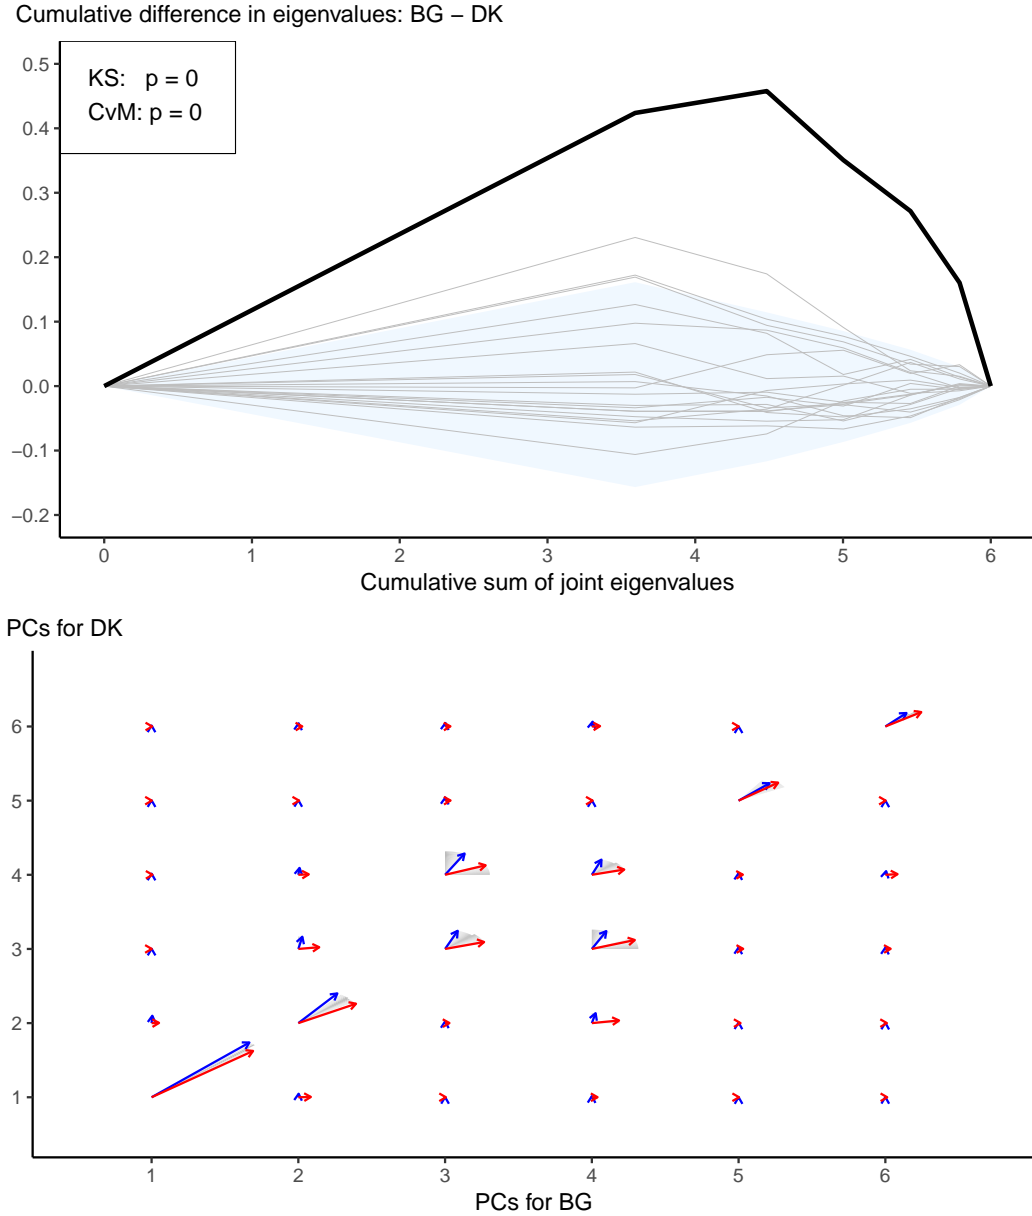 Cumulative difference in eigenvalues: BG − DK
KS: p = 0
CvM: p = 0
0.5
0.4
0.3
0.2
0.1
0.0
−0.1
−0.2
0 1 2 3 4 5 6
Cumulative sum of joint eigenvalues
PCs for DK
6
5
4
3
2
1
1 2 3 4 5 6
PCs for BG